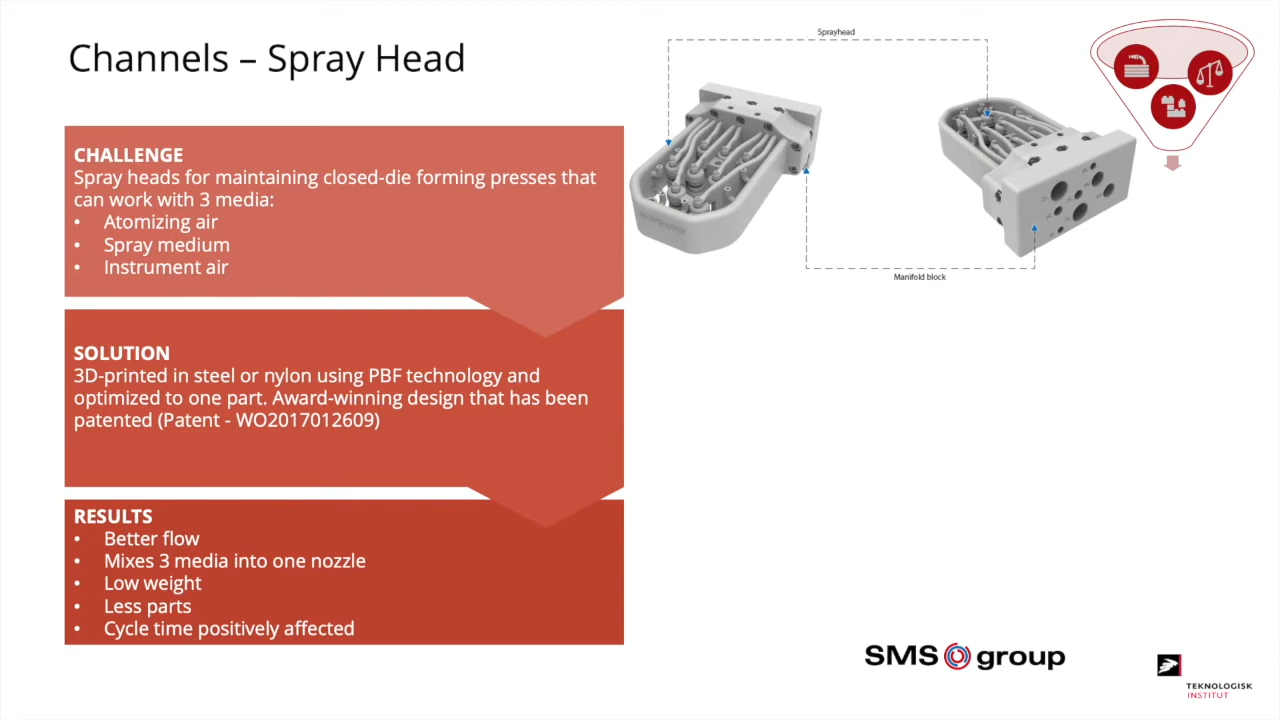 Channels – Spray Head
Sprayhead
CHALLENGE
Spray heads for maintaining closed-die forming presses that
can work with 3 media:
• Atomizing air
• Spray medium
• Instrument air
Manifold block
SOLUTION
3D-printed in steel or nylon using PBF technology and
optimized to one part. Award-winning design that has been
patented (Patent - WO2017012609)
RESULTS
• Better flow
• Mixes 3 media into one nozzle
• Low weight
• Less parts
• Cycle time positively affected
SMS group
TEKNOLOGISK
INSTITUT